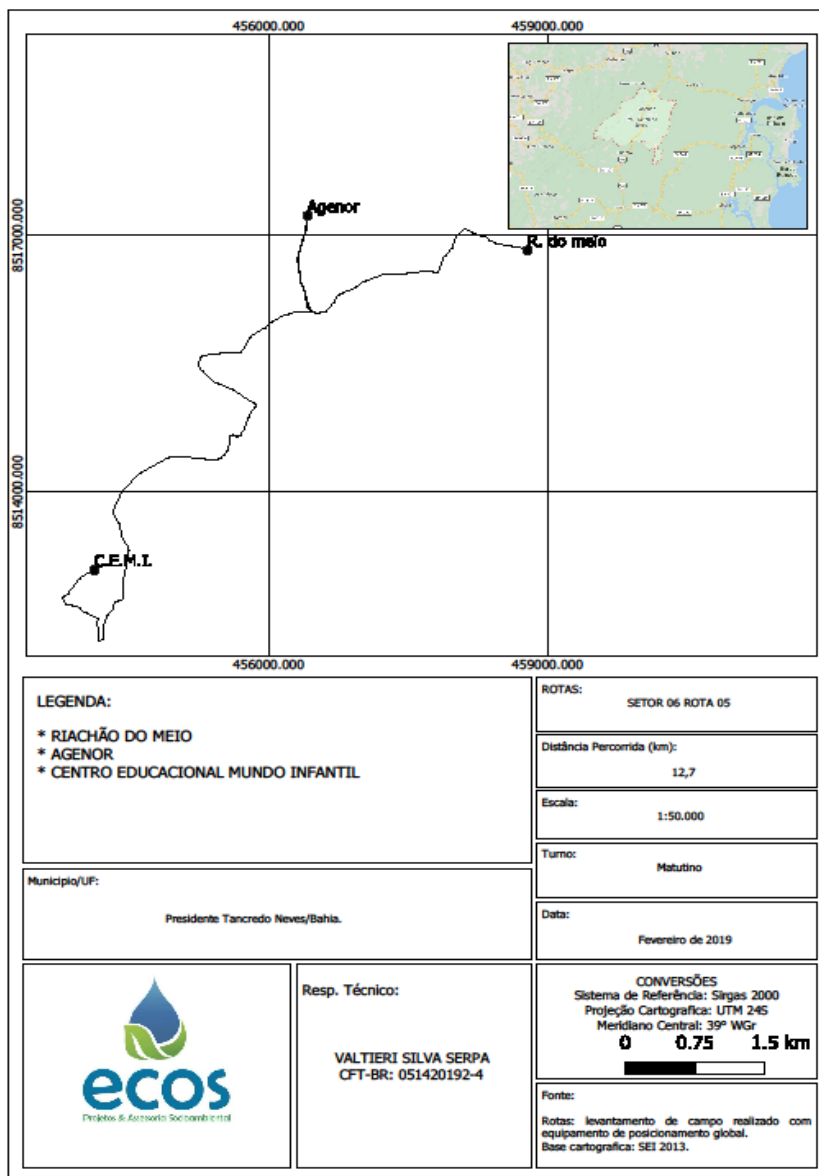 456000.000
459000.000
Agenor
8517000.000
R. do meio
8514000.000
C.E.M.I.
456000.000
459000.000
LEGENDA:
* RIACHÃO DO MEIO
* AGENOR
* CENTRO EDUCACIONAL MUNDO INFANTIL
ROTAS:
SETOR 06 ROTA 05
Distância Percorrida (km):
12,7
Escala:
1:50.000
Turno:
Matutino
Município/UF:
Presidente Tancredo Neves/Bahia.
Data:
Fevereiro de 2019
ecos
Projetos & Assessoria Socioambiental
Resp. Técnico:
VALTIERI SILVA SERPA
CFT-BR: 051420192-4
CONVERSÕES
Sistema de Referência: Sirgas 2000
Projeção Cartografica: UTM 24S
Meridiano Central: 39º WGr
0 0.75 1.5 km
Fonte:
Rotas: levantamento de campo realizado com
equipamento de posicionamento global.
Base cartografica: SEI 2013.